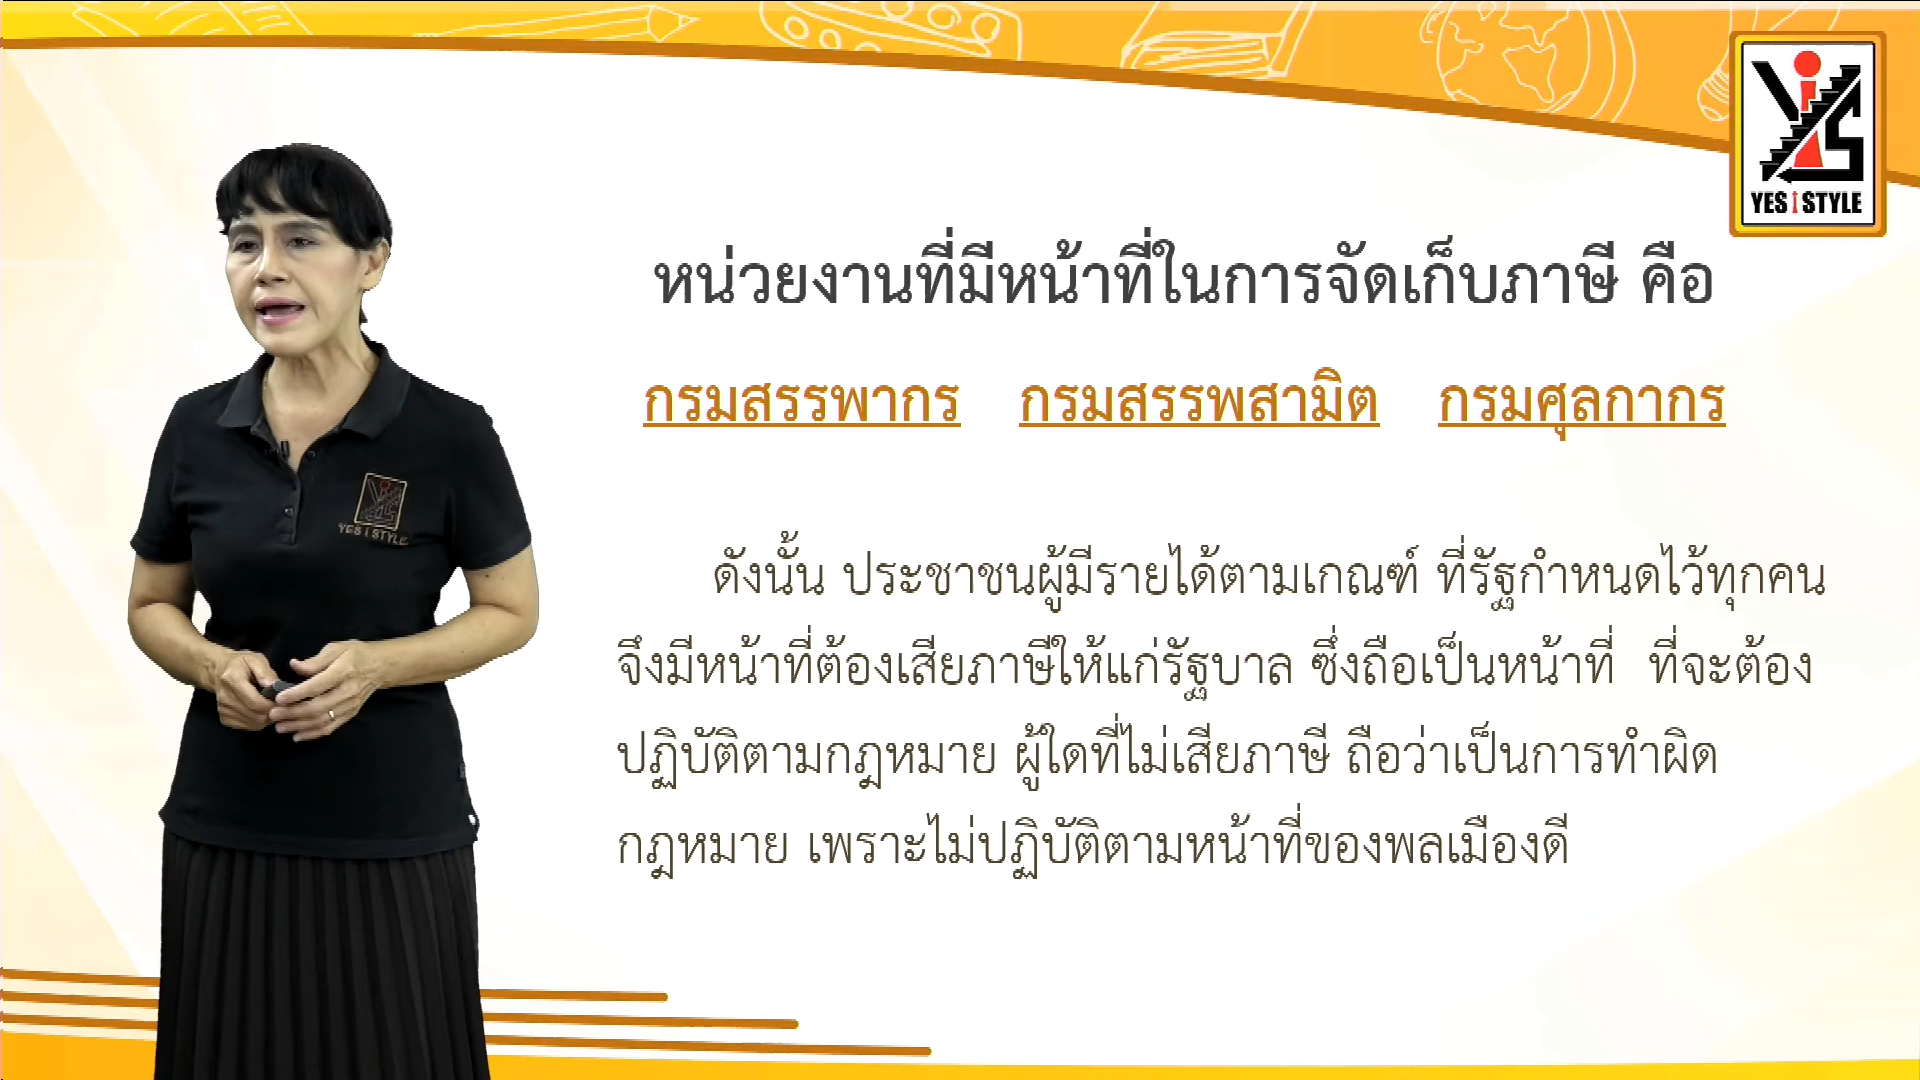 YES i STYLE
หน่วยงานที่มีหน้าที่ในการจัดเก็บภาษี คือ
กรมสรรพากร กรมสรรพสามิต กรมศุลกากร
ดังนั้น ประชาชนผู้มีรายได้ตามเกณฑ์ ที่รัฐกำหนดไว้ทุกคน
จึงมีหน้าที่ต้องเสียภาษีให้แก่รัฐบาล ซึ่งถือเป็นหน้าที่ ที่จะต้อง
ปฏิบัติตามกฎหมาย ผู้ใดที่ไม่เสียภาษี ถือว่าเป็นการทำผิด
กฎหมาย เพราะไม่ปฏิบัติตามหน้าที่ของพลเมืองดี
YES i STYLE